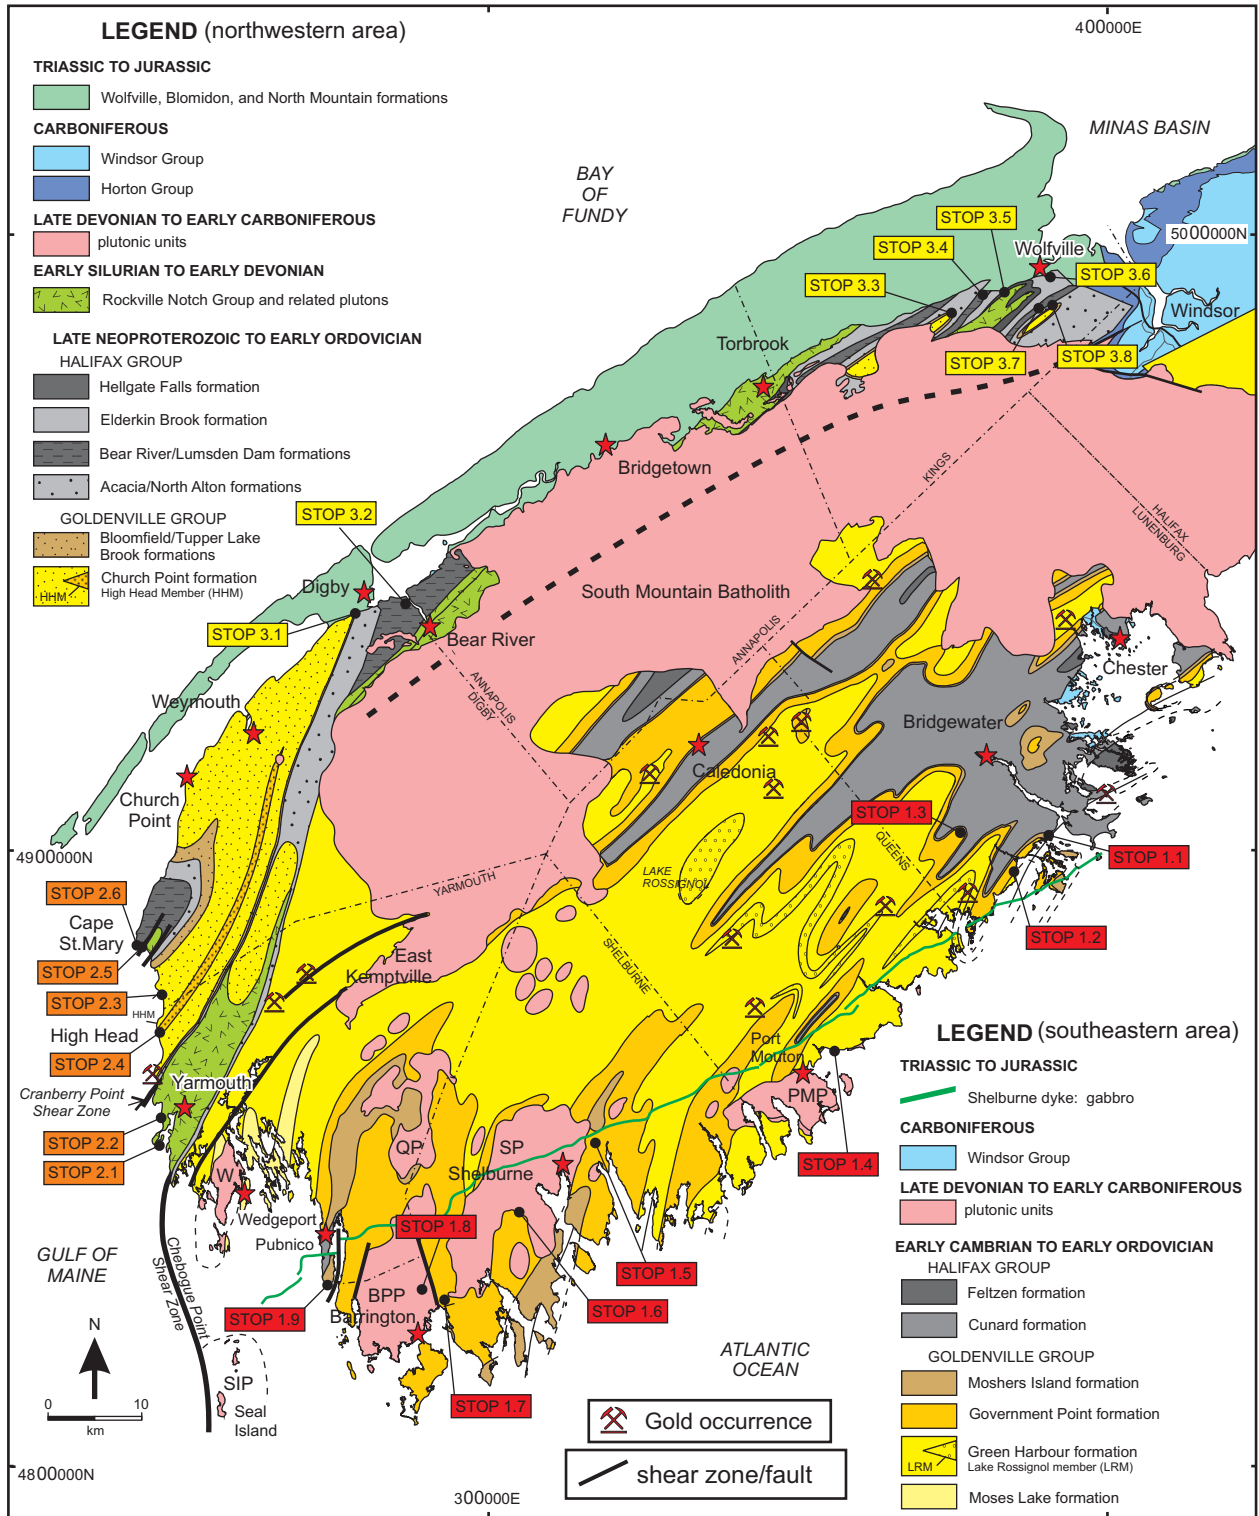 LEGEND (northwestern area)
TRIASSIC TO JURASSIC
Wolfville, Blomidon, and North Mountain formations
CARBONIFEROUS
Windsor Group
Horton Group
LATE DEVONIAN TO EARLY CARBONIFEROUS
plutonic units
EARLY SILURIAN TO EARLY DEVONIAN
Rockville Notch Group and related plutons
LATE NEOPROTEROZOIC TO EARLY ORDOVICIAN
HALIFAX GROUP
Hellgate Falls formation
Elderkin Brook formation
Bear River/Lumsden Dam formations
Acacia/North Alton formations
GOLDENVILLE GROUP
Bloomfield/Tupper Lake
Brook formations
Church Point formation
High Head Member (HHM)
HHM
400000E
MINAS BASIN
BAY
OF
FUNDY
5000000N
STOP 3.5
STOP 3.4
Wolfville
STOP 3.6
STOP 3.3
Windsor
Torbrook
STOP 3.7
STOP 3.8
Bridgetown
KINGS
HALIFAX
LUNENBURG
STOP 3.2
Digby
South Mountain Batholith
STOP 3.1
Bear River
ANNAPOLIS
ANNAPOLIS
DIGBY
Chester
Weymouth
Bridgewater
Caledonia
Church
Point
STOP 1.3
QUEENS
4900000N
STOP 1.1
LAKE
ROSSIGNOL
YARMOUTH
STOP 2.6
Cape
St.Mary
STOP 1.2
SHELBURNE
East
Kemptville
STOP 2.5
STOP 2.3
HHM
High Head
STOP 2.4
Port
Mouton
Yarmouth
Cranberry Point
Shear Zone
PMP
STOP 2.2
STOP 2.1
QP
SP
Shelburne
STOP 1.4
W
Wedgeport
Pubnico
STOP 1.8
GULF OF
MAINE
Chebogue Point
Shear Zone
STOP 1.5
BPP
Barrington
STOP 1.9
STOP 1.6
N
ATLANTIC
OCEAN
SIP
Seal
Island
STOP 1.7
0 10
km
Gold occurrence
shear zone/fault
4800000N
300000E
LEGEND (southeastern area)
TRIASSIC TO JURASSIC
Shelburne dyke: gabbro
CARBONIFEROUS
Windsor Group
LATE DEVONIAN TO EARLY CARBONIFEROUS
plutonic units
EARLY CAMBRIAN TO EARLY ORDOVICIAN
HALIFAX GROUP
Feltzen formation
Cunard formation
GOLDENVILLE GROUP
Moshers Island formation
Government Point formation
Green Harbour formation
Lake Rossignol member (LRM)
LRM
Moses Lake formation